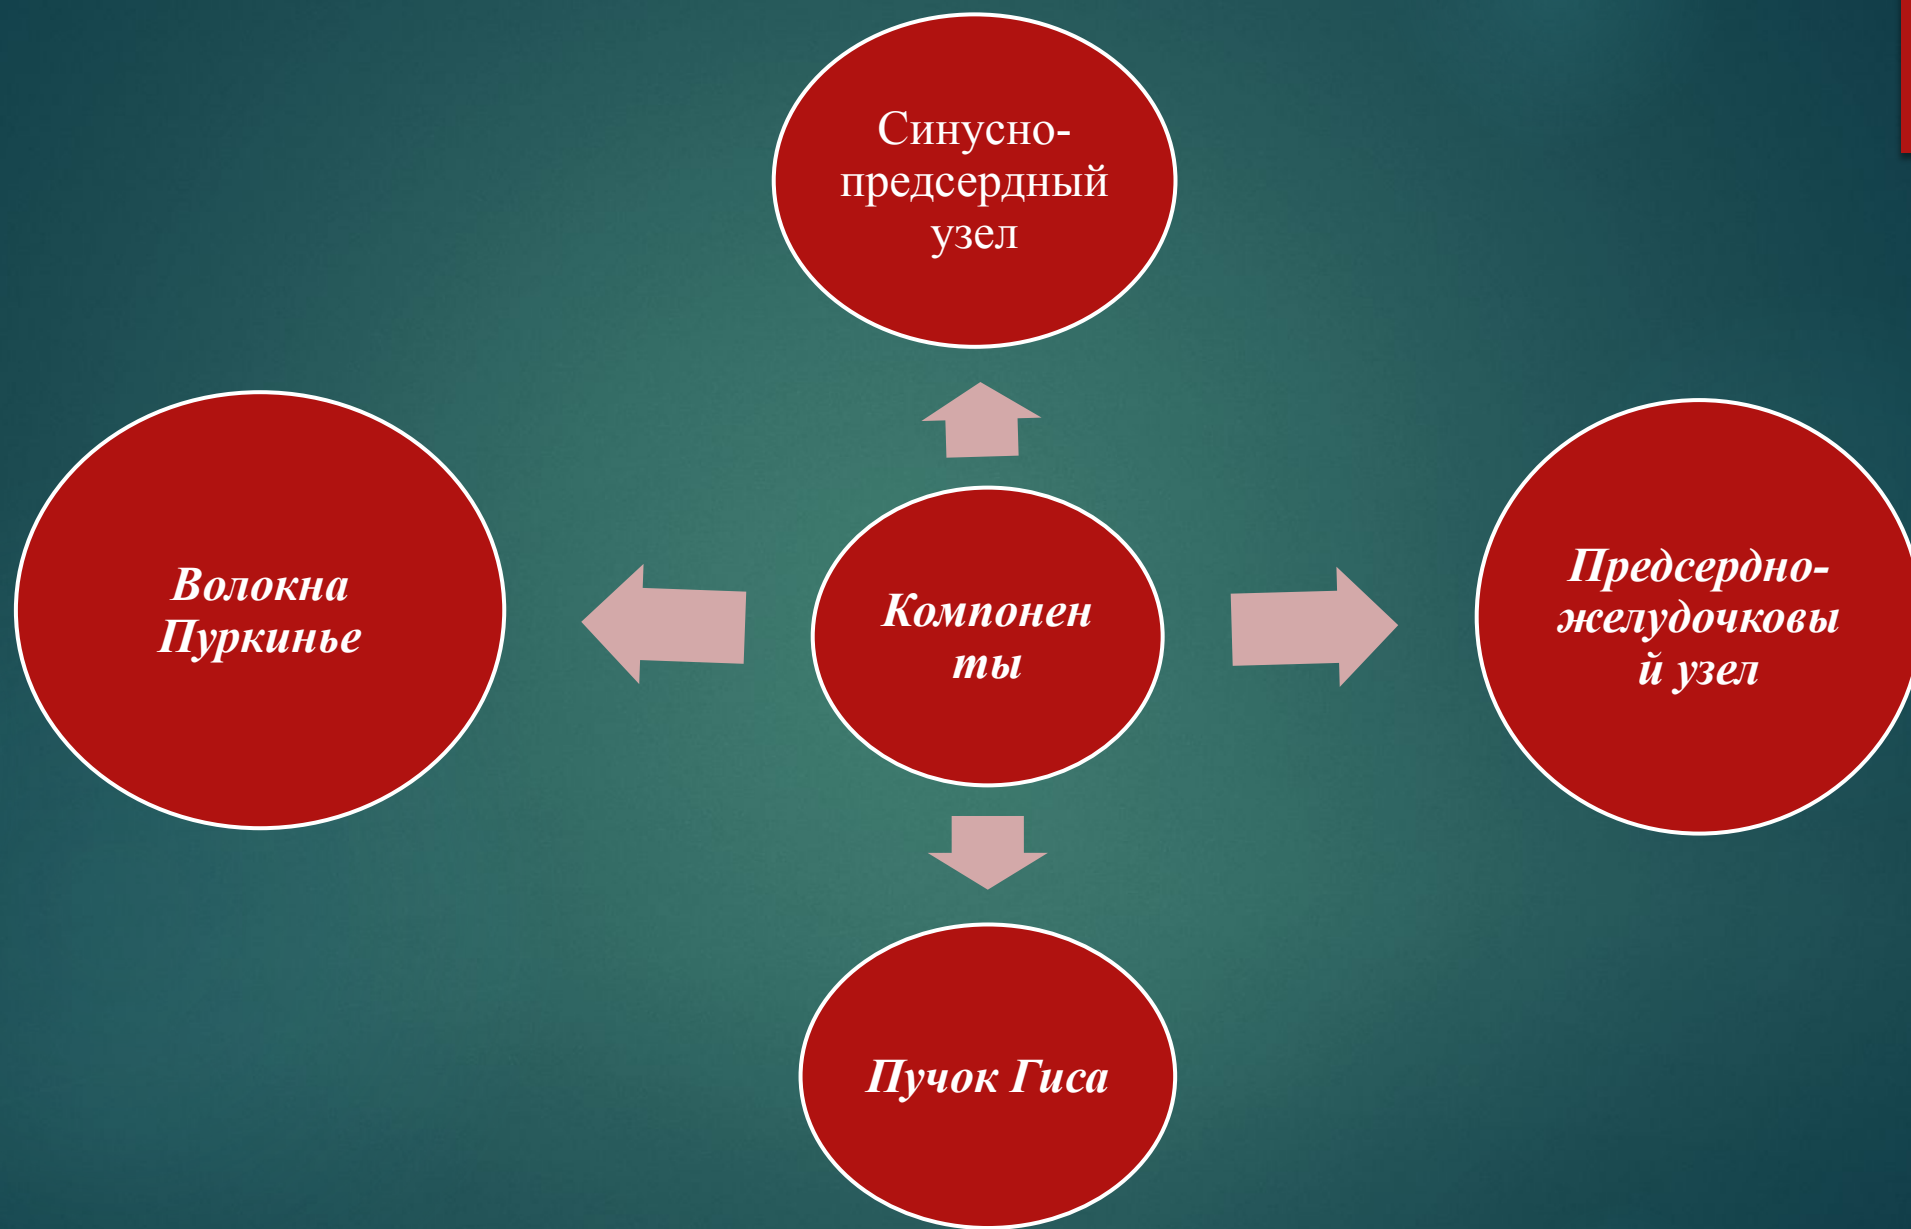 Синусно-
предсердный
узел
Волокна
Пуркинье
Компонен
ты
Предсердно-
желудочковы
й узел
Пучок Гиса